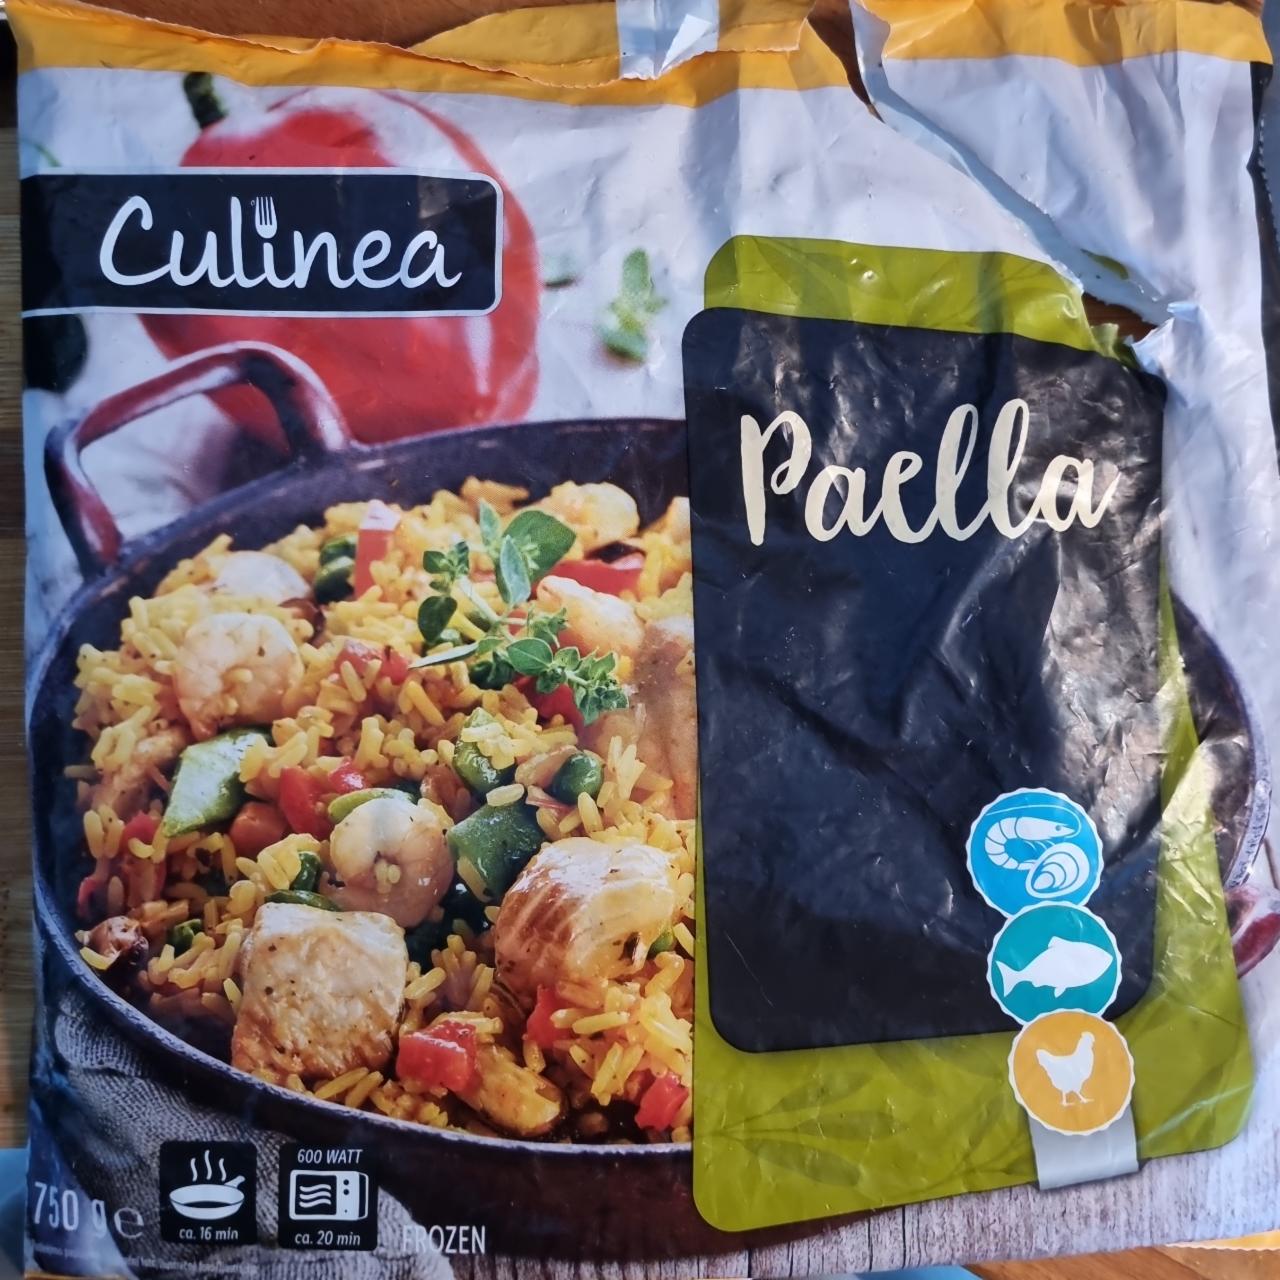 Culinea
Paella
600 WATT
ca. 16 min
ca. 20 min
750 g e
FROZEN